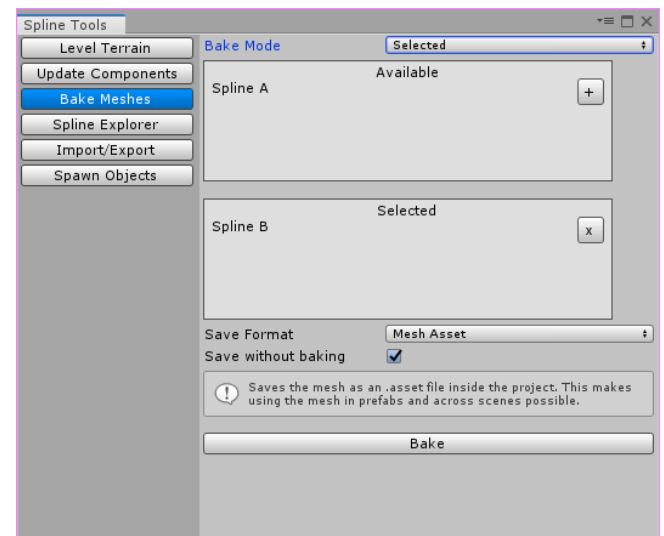 Spline Tools
Level Terrain
Update Components
Bake Meshes
Spline Explorer
Import/Export
Spawn Objects
Bake Mode Selected
Available
Spline A +
Selected
Spline B x
Save Format Mesh Asset
Save without baking
Saves the mesh as an .asset file inside the project. This makes
using the mesh in prefabs and across scenes possible.
Bake